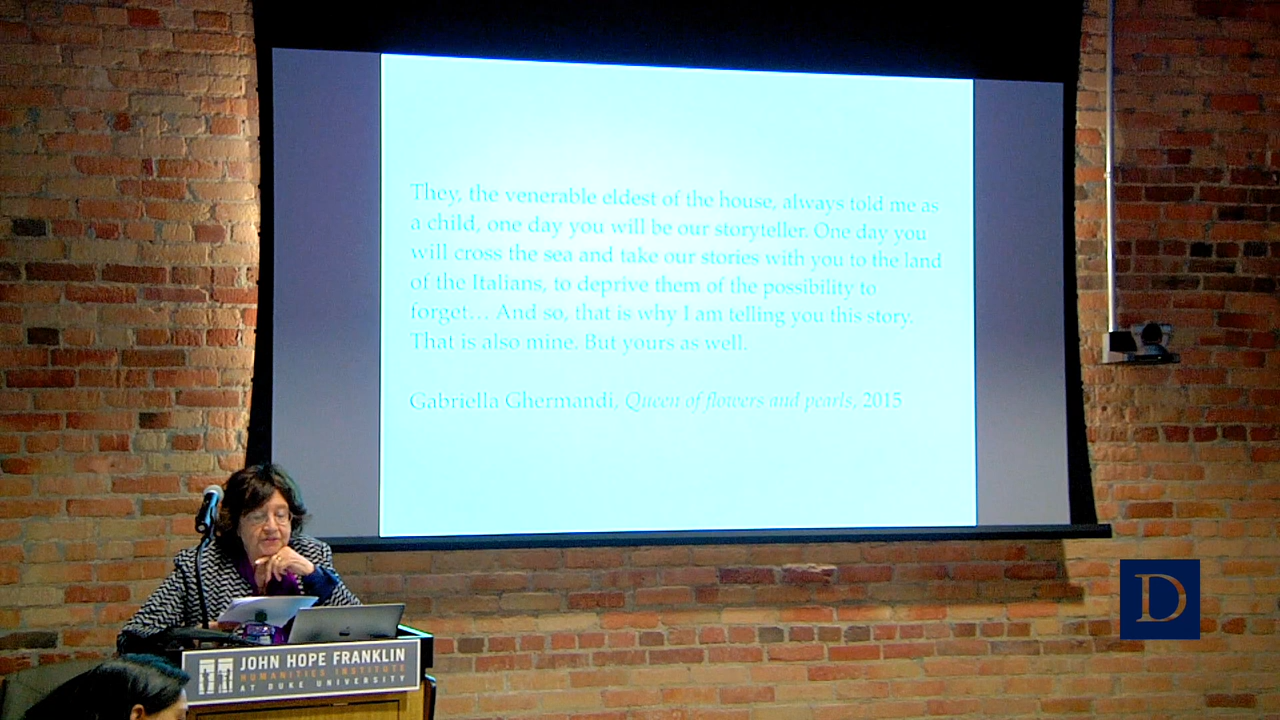 They, the venerable eldest of the house, always told me as
a child, one day you will be our storyteller. One day you
will cross the sea and take our stories with you to the land
of the Italians, to deprive them of the possibility to
forget… And so, that is why I am telling you this story.
That is also mine. But yours as well.
Gabriella Ghermandi, Queen of flowers and pearls, 2015
D
JOHN HOPE FRANKLIN
HUMANITIES INSTITUTE
AT DUKE UNIVERSITY